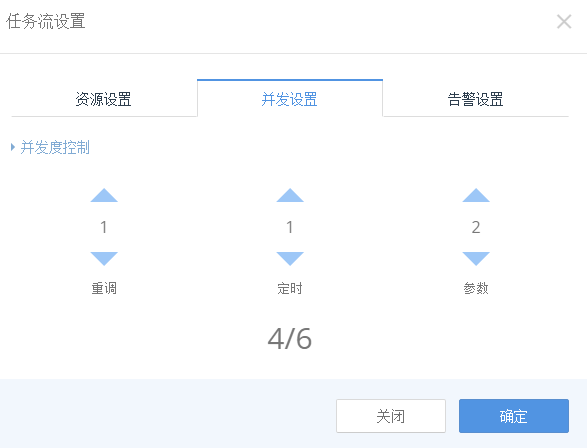 任务流设置
资源设置 并发设置 告警设置
并发度控制
1 1 2
重调 定时 参数
4/6
关闭 确定